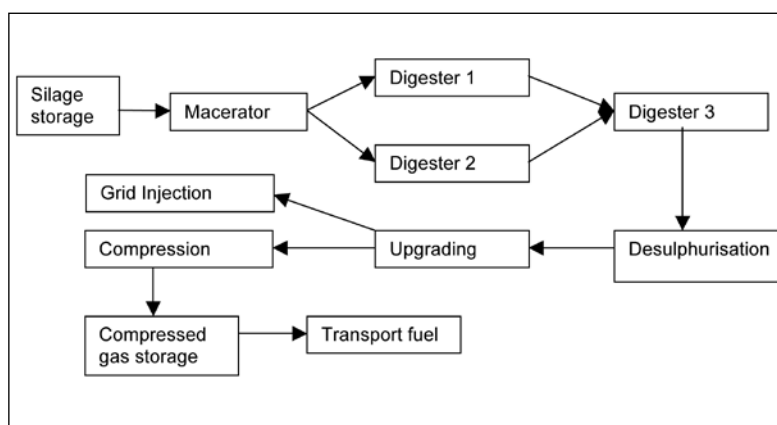 Silage
storage
Macerator
Digester 1
Digester 2
Digester 3
Grid Injection
Compression
Upgrading
Desulphurisation
Compressed
gas storage
Transport fuel